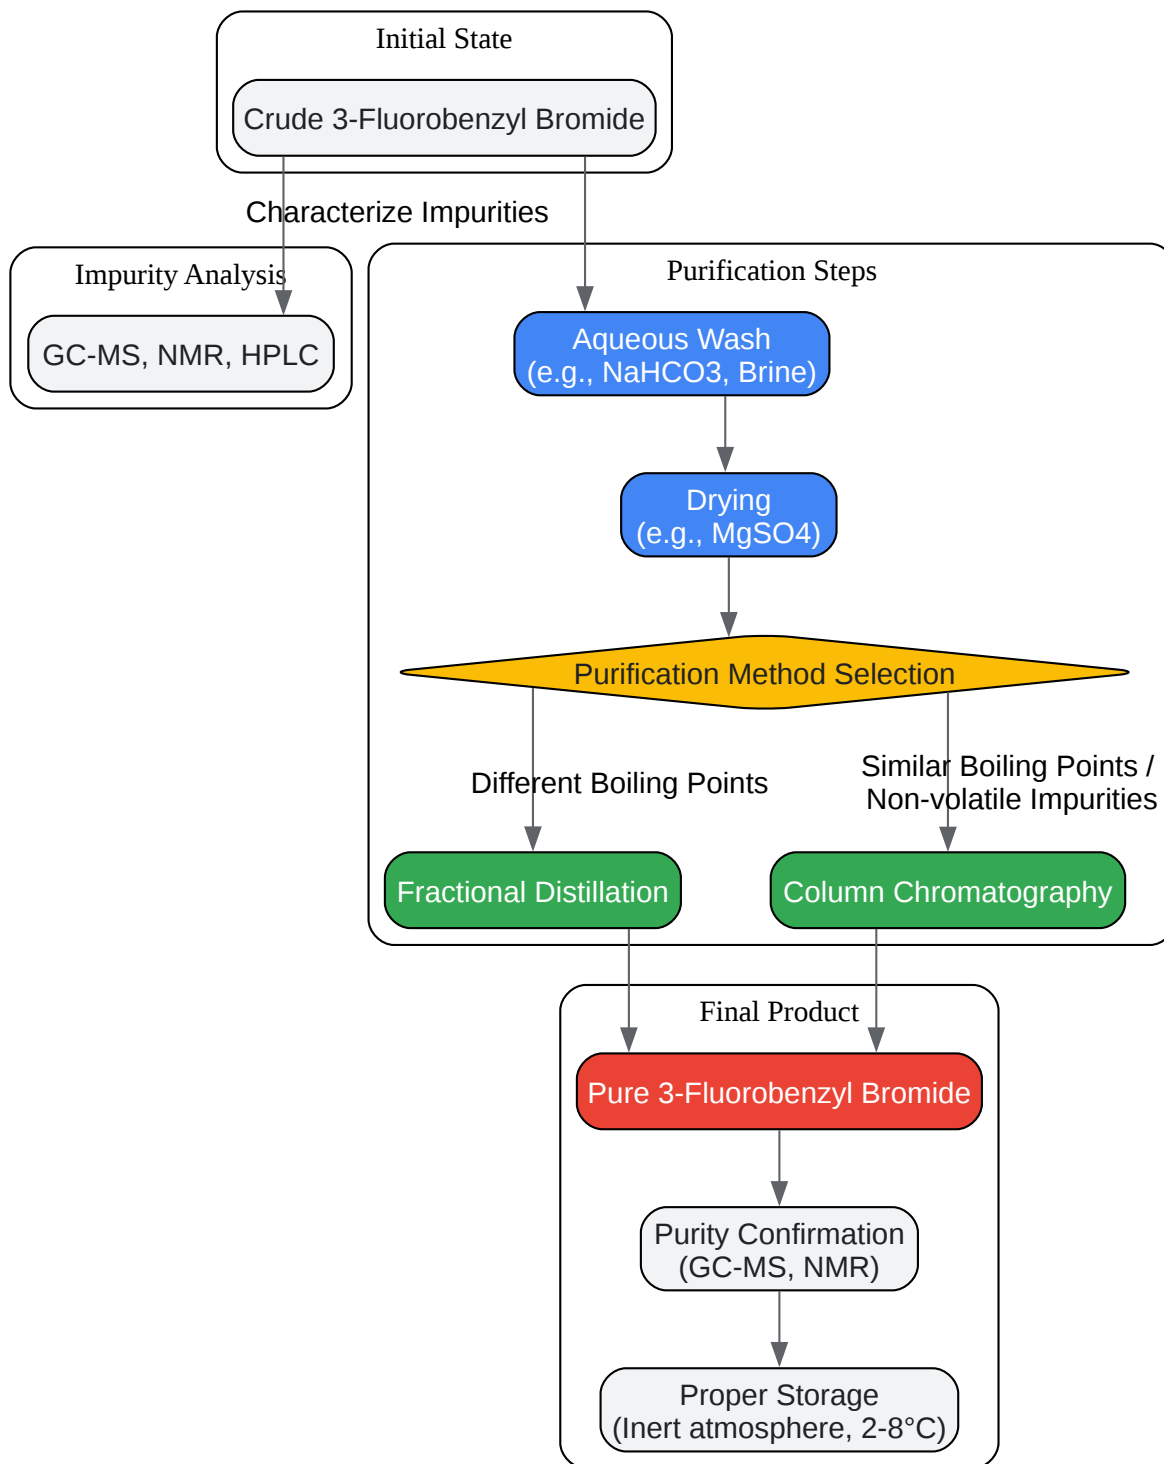 Initial State
Crude 3-Fluorobenzyl Bromide
Characterize Impurities
Impurity Analysis
GC-MS, NMR, HPLC
Purification Steps
Aqueous Wash
(e.g., NaHCO3, Brine)
Drying
(e.g., MgSO4)
Purification Method Selection
Different Boiling Points
Similar Boiling Points /
Non-volatile Impurities
Fractional Distillation
Column Chromatography
Final Product
Pure 3-Fluorobenzyl Bromide
Purity Confirmation
(GC-MS, NMR)
Proper Storage
(Inert atmosphere, 2-8°C)